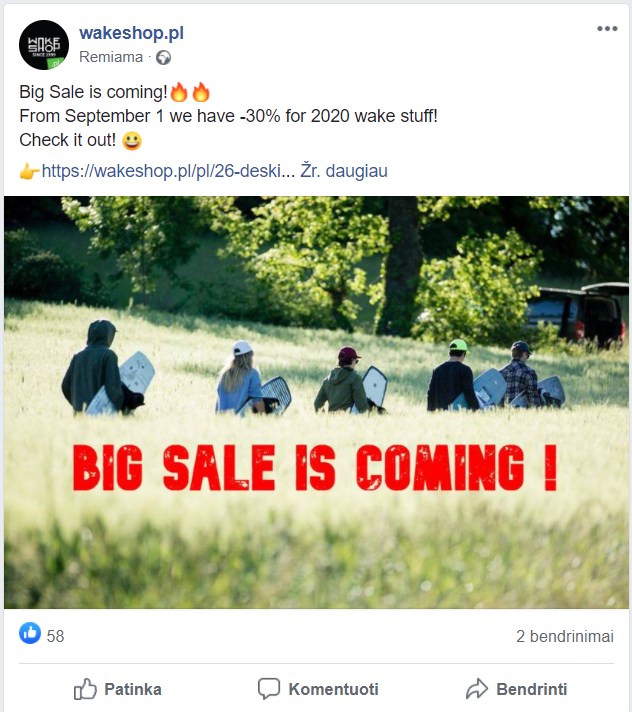 WAKE
SHOP
SINCE 1999
.pl
wakeshop.pl
Remiama ·
Big Sale is coming!🔥🔥
From September 1 we have -30% for 2020 wake stuff!
Check it out! 😀
👉https://wakeshop.pl/pl/26-deski... Žr. daugiau
BIG SALE IS COMING !
58
2 bendrinimai
Patinka
Komentuoti
Bendrinti